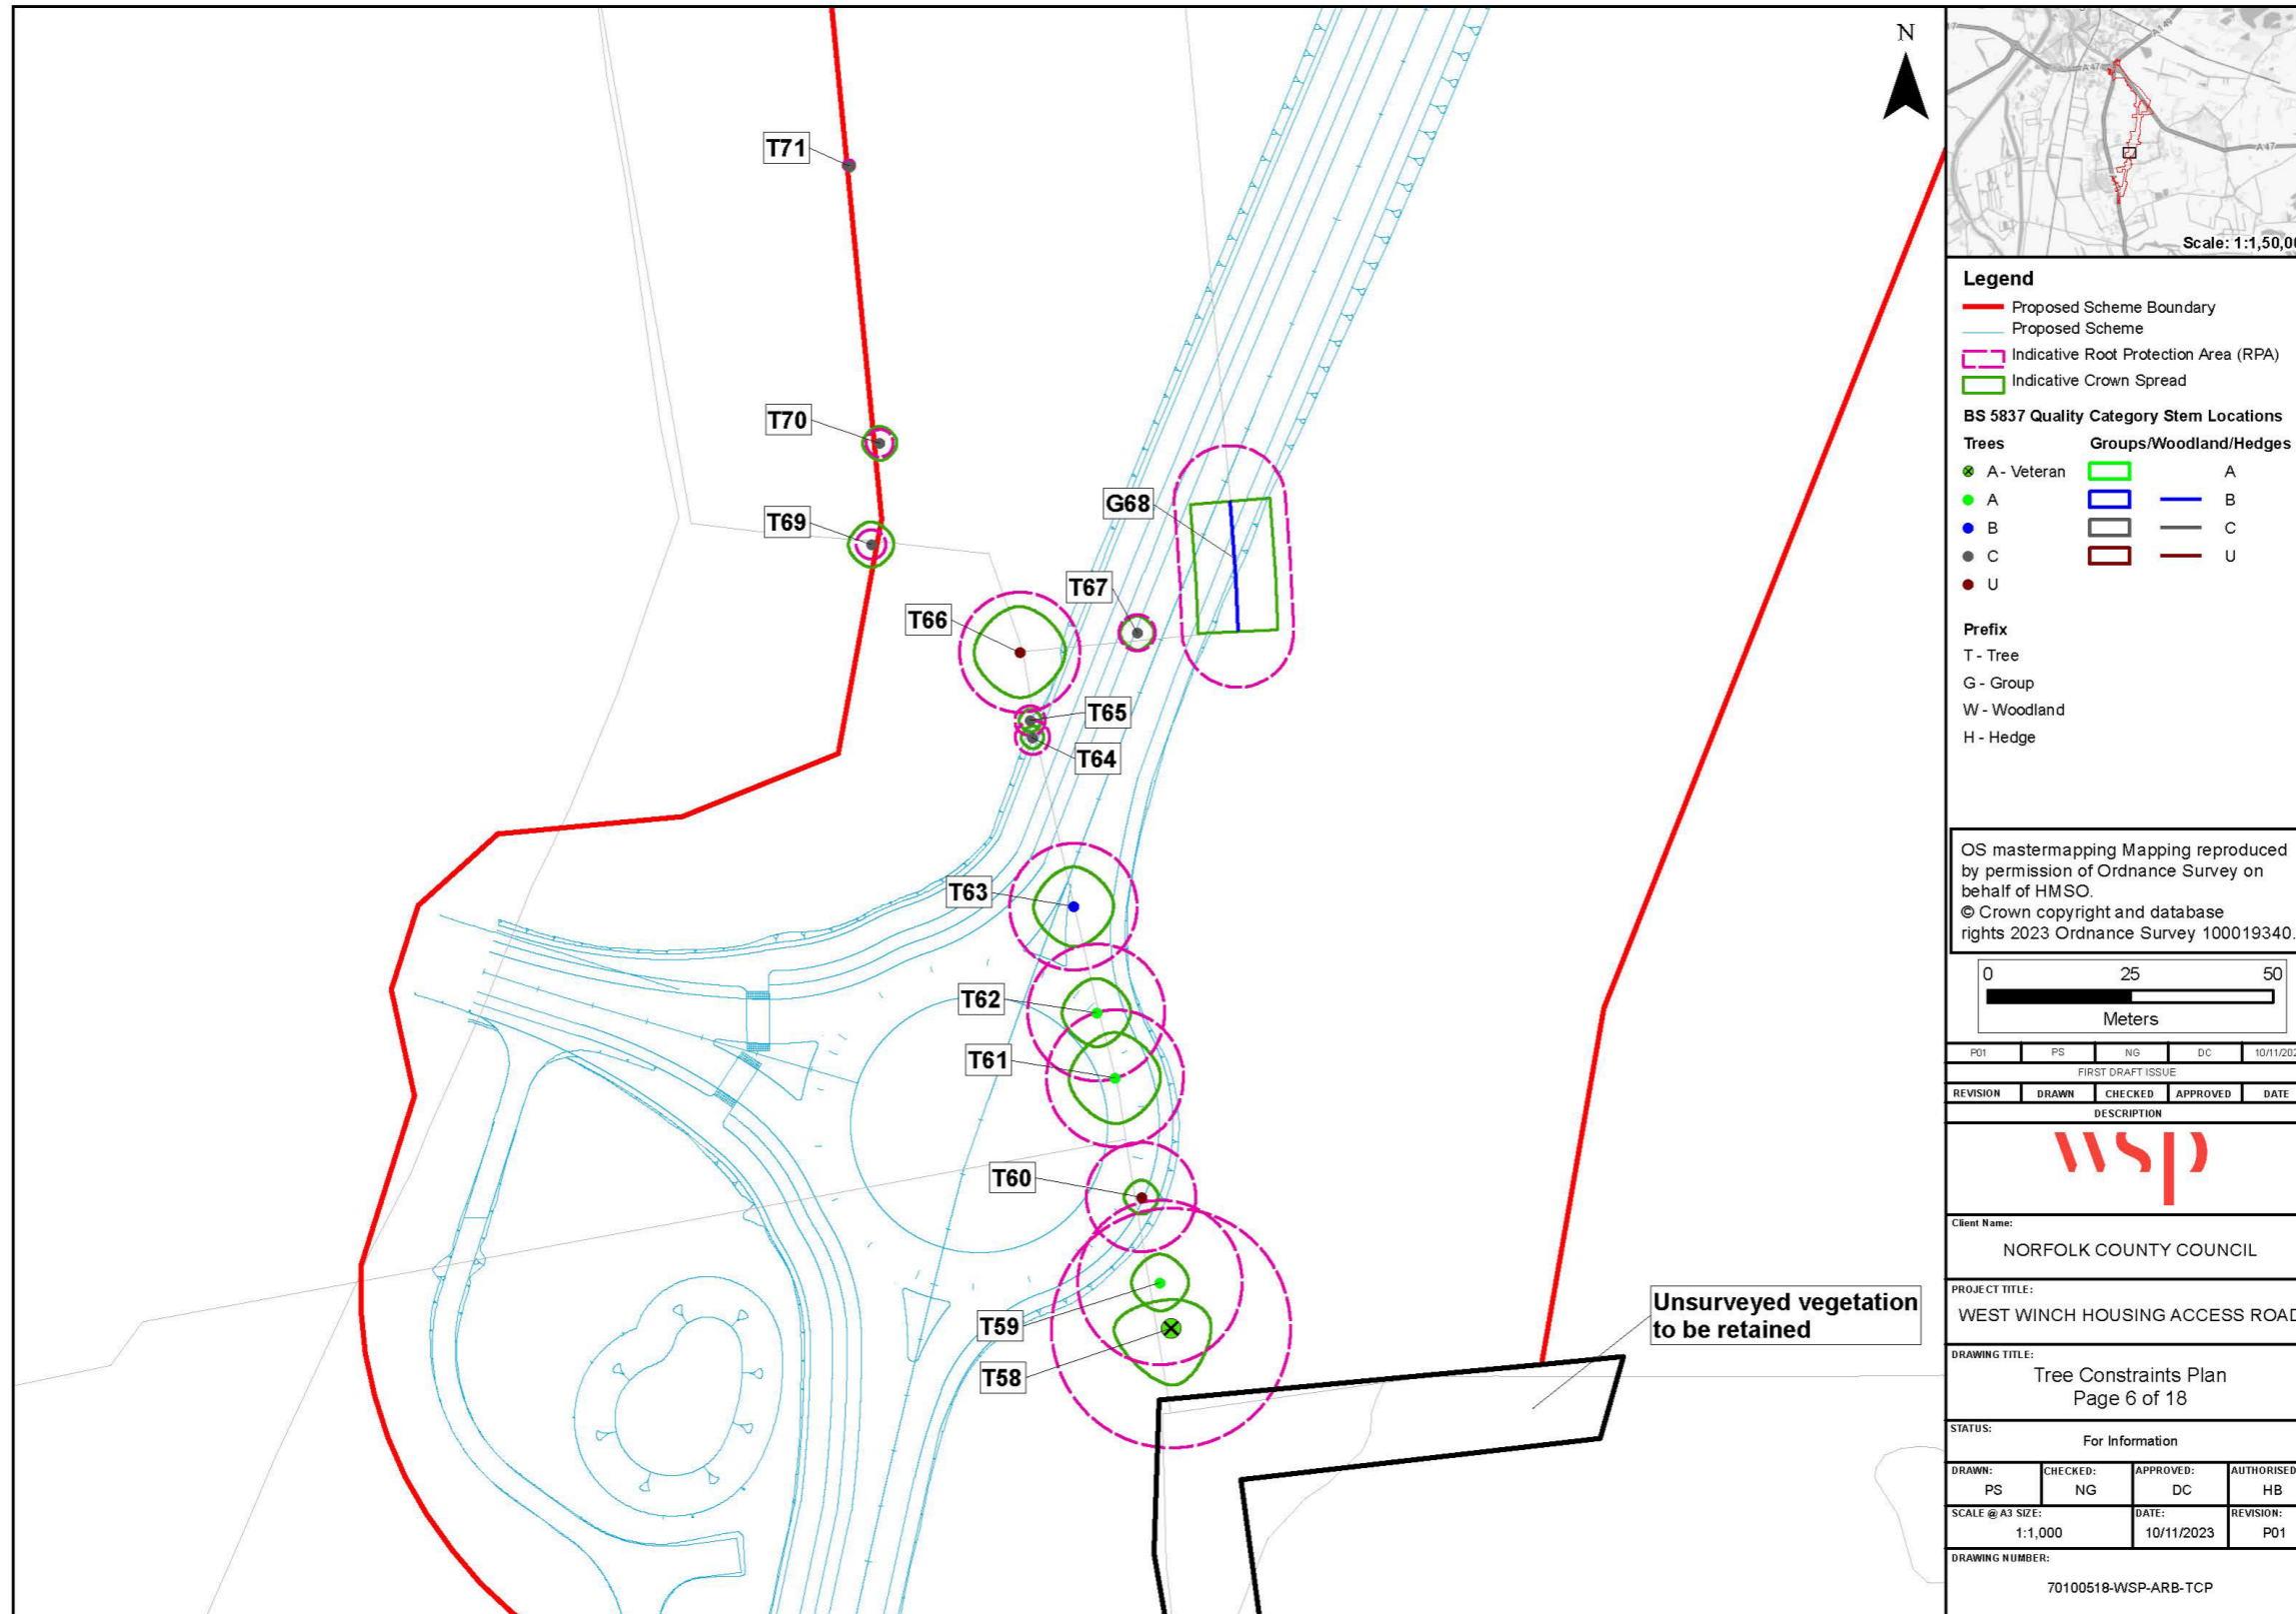 N
T71
T70
T69
G68
T67
T66
T65
T64
T63
T62
T61
T60
T59
T58
Unsurveyed vegetation
to be retained
A47
A47
Scale: 1:1,50,00
Legend
Proposed Scheme Boundary
Proposed Scheme
Indicative Root Protection Area (RPA)
Indicative Crown Spread
BS 5837 Quality Category Stem Locations
Trees Groups/Woodland/Hedges
A - Veteran A
A B
B C
C U
U
Prefix
T - Tree
G - Group
W - Woodland
H - Hedge
OS mastermapping Mapping reproduced
by permission of Ordnance Survey on
behalf of HMSO.
© Crown copyright and database
rights 2023 Ordnance Survey 100019340.
0 25 50
Meters
P01 PS NG DC 10/11/202
FIRST DRAFT ISSUE
REVISION DRAWN CHECKED APPROVED DATE
DESCRIPTION
wsp
Client Name:
NORFOLK COUNTY COUNCIL
PROJECT TITLE:
WEST WINCH HOUSING ACCESS ROAD
DRAWING TITLE:
Tree Constraints Plan
Page 6 of 18
STATUS:
For Information
DRAWN: CHECKED: APPROVED: AUTHORISED
PS NG DC HB
SCALE @ A3 SIZE: DATE: REVISION:
1:1,000 10/11/2023 P01
DRAWING NUMBER:
70100518-WSP-ARB-TCP